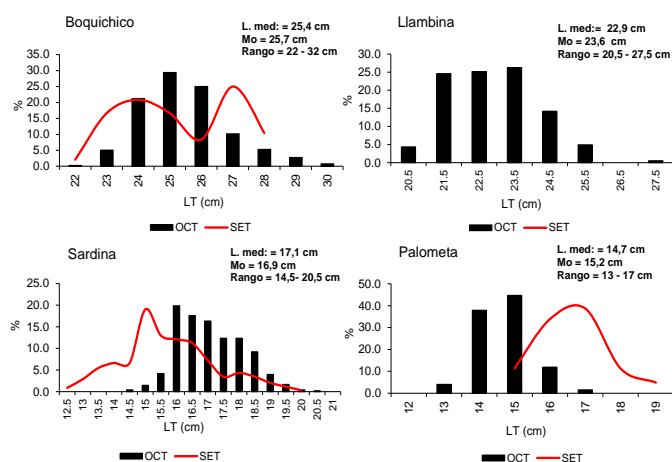 Boquichico
L. med: = 25,4 cm
Mo = 25,7 cm
Rango = 22 - 32 cm
35.0
30.0
25.0
20.0
15.0
10.0
5.0
0.0
%
22 23 24 25 26 27 28 29 30
LT (cm)
OCT SET
Llambina
L. med:= 22,9 cm
Mo = 23,6 cm
Rango = 20,5 - 27,5 cm
30.0
25.0
20.0
15.0
10.0
5.0
0.0
%
20.5 21.5 22.5 23.5 24.5 25.5 26.5 27.5
LT (cm)
OCT SET
Sardina
L. med: = 17,1 cm
Mo = 16,9 cm
Rango = 14,5- 20,5 cm
25.0
20.0
15.0
10.0
5.0
0.0
%
12.5 13 13.5 14 14.5 15 15.5 16 16.5 17 17.5 18 18.5 19 19.5 20 20.5 21
LT (cm)
OCT SET
Palometa
L. med: = 14,7 cm
Mo = 15,2 cm
Rango = 13 - 17 cm
50.0
40.0
30.0
20.0
10.0
0.0
%
12 13 14 15 16 17 18 19
LT (cm)
OCT SET